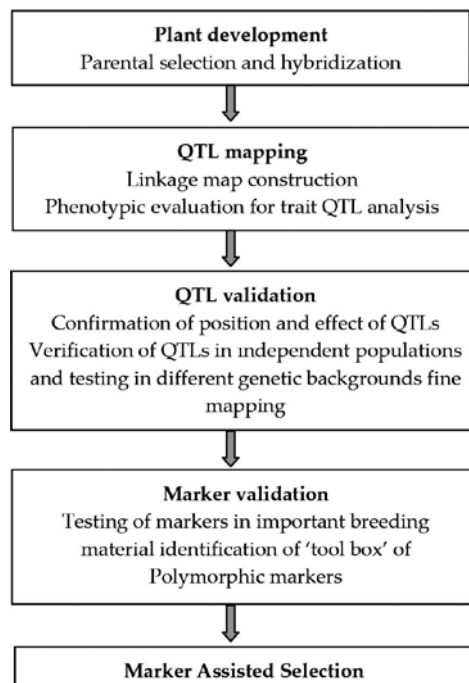 Plant development
Parental selection and hybridization
QTL mapping
Linkage map construction
Phenotypic evaluation for trait QTL analysis
QTL validation
Confirmation of position and effect of QTLs
Verification of QTLs in independent populations
and testing in different genetic backgrounds fine
mapping
Marker validation
Testing of markers in important breeding
material identification of ‘tool box’ of
Polymorphic markers
Marker Assisted Selection